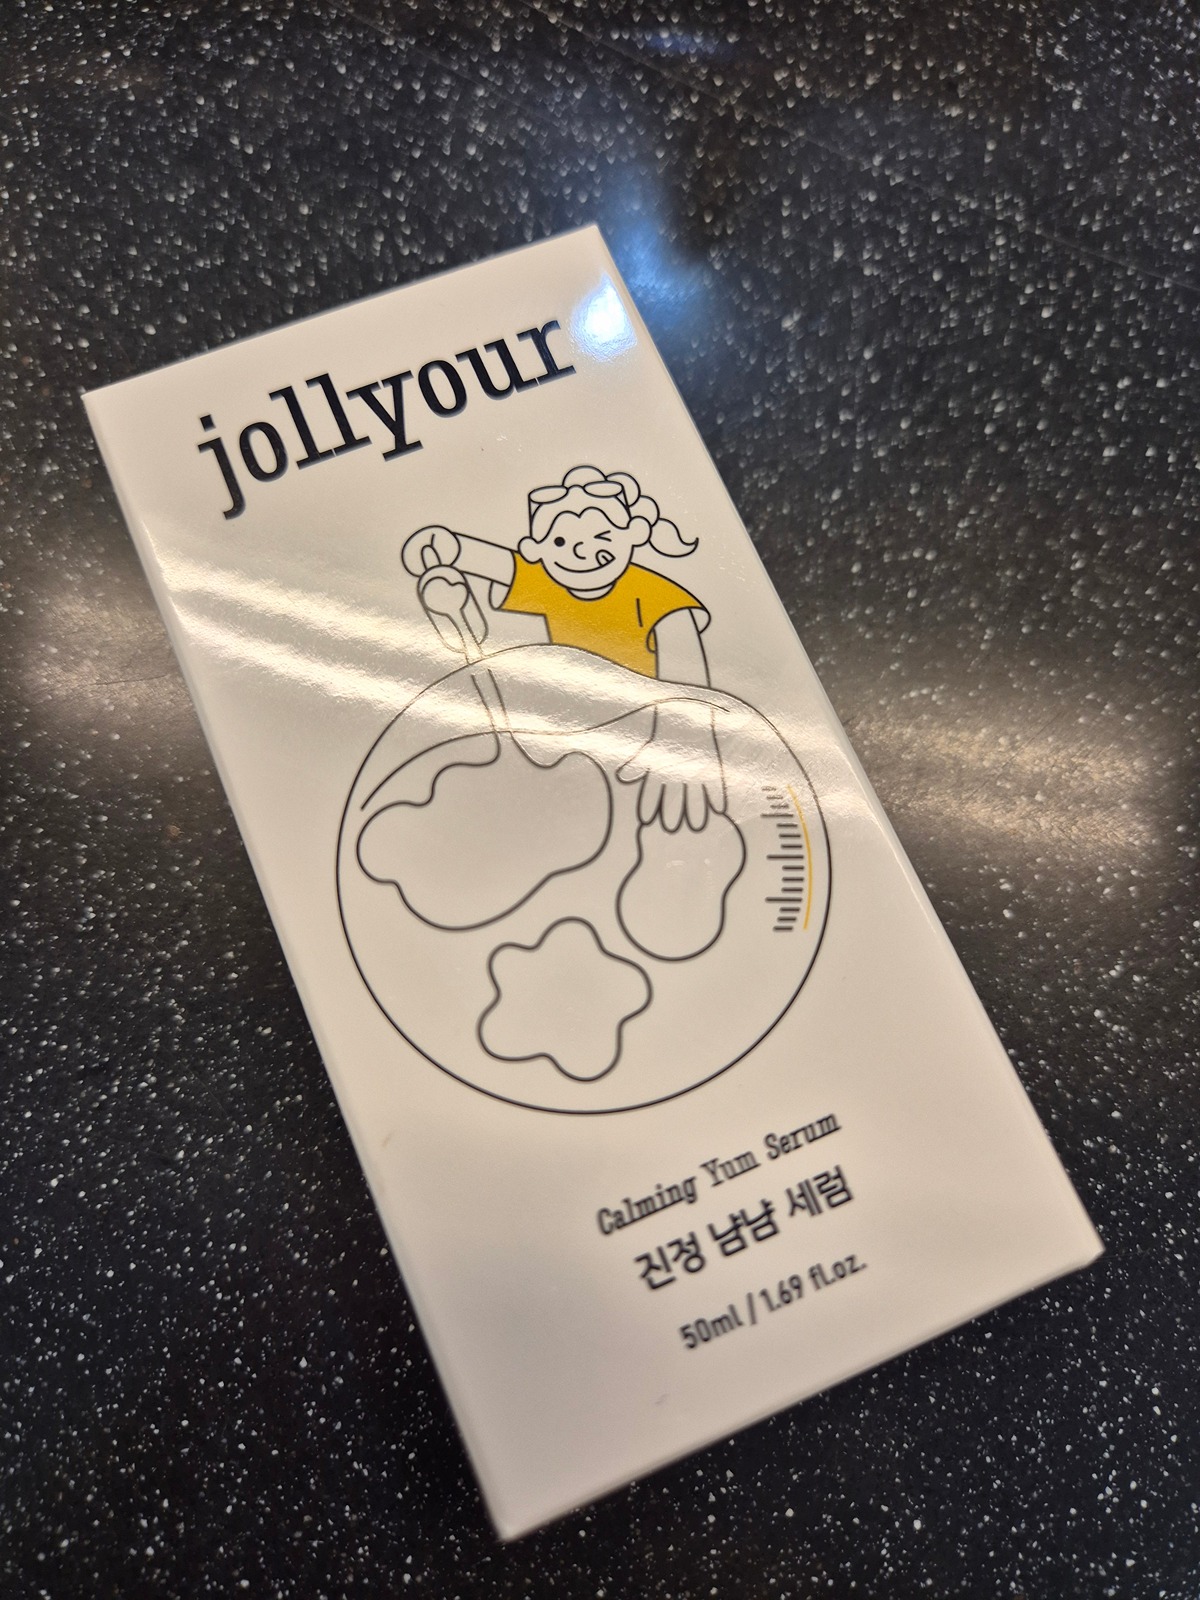 jollyour
Calming Yum Serum
진정 냠냠 세럼
50ml / 1.69 fl.oz.